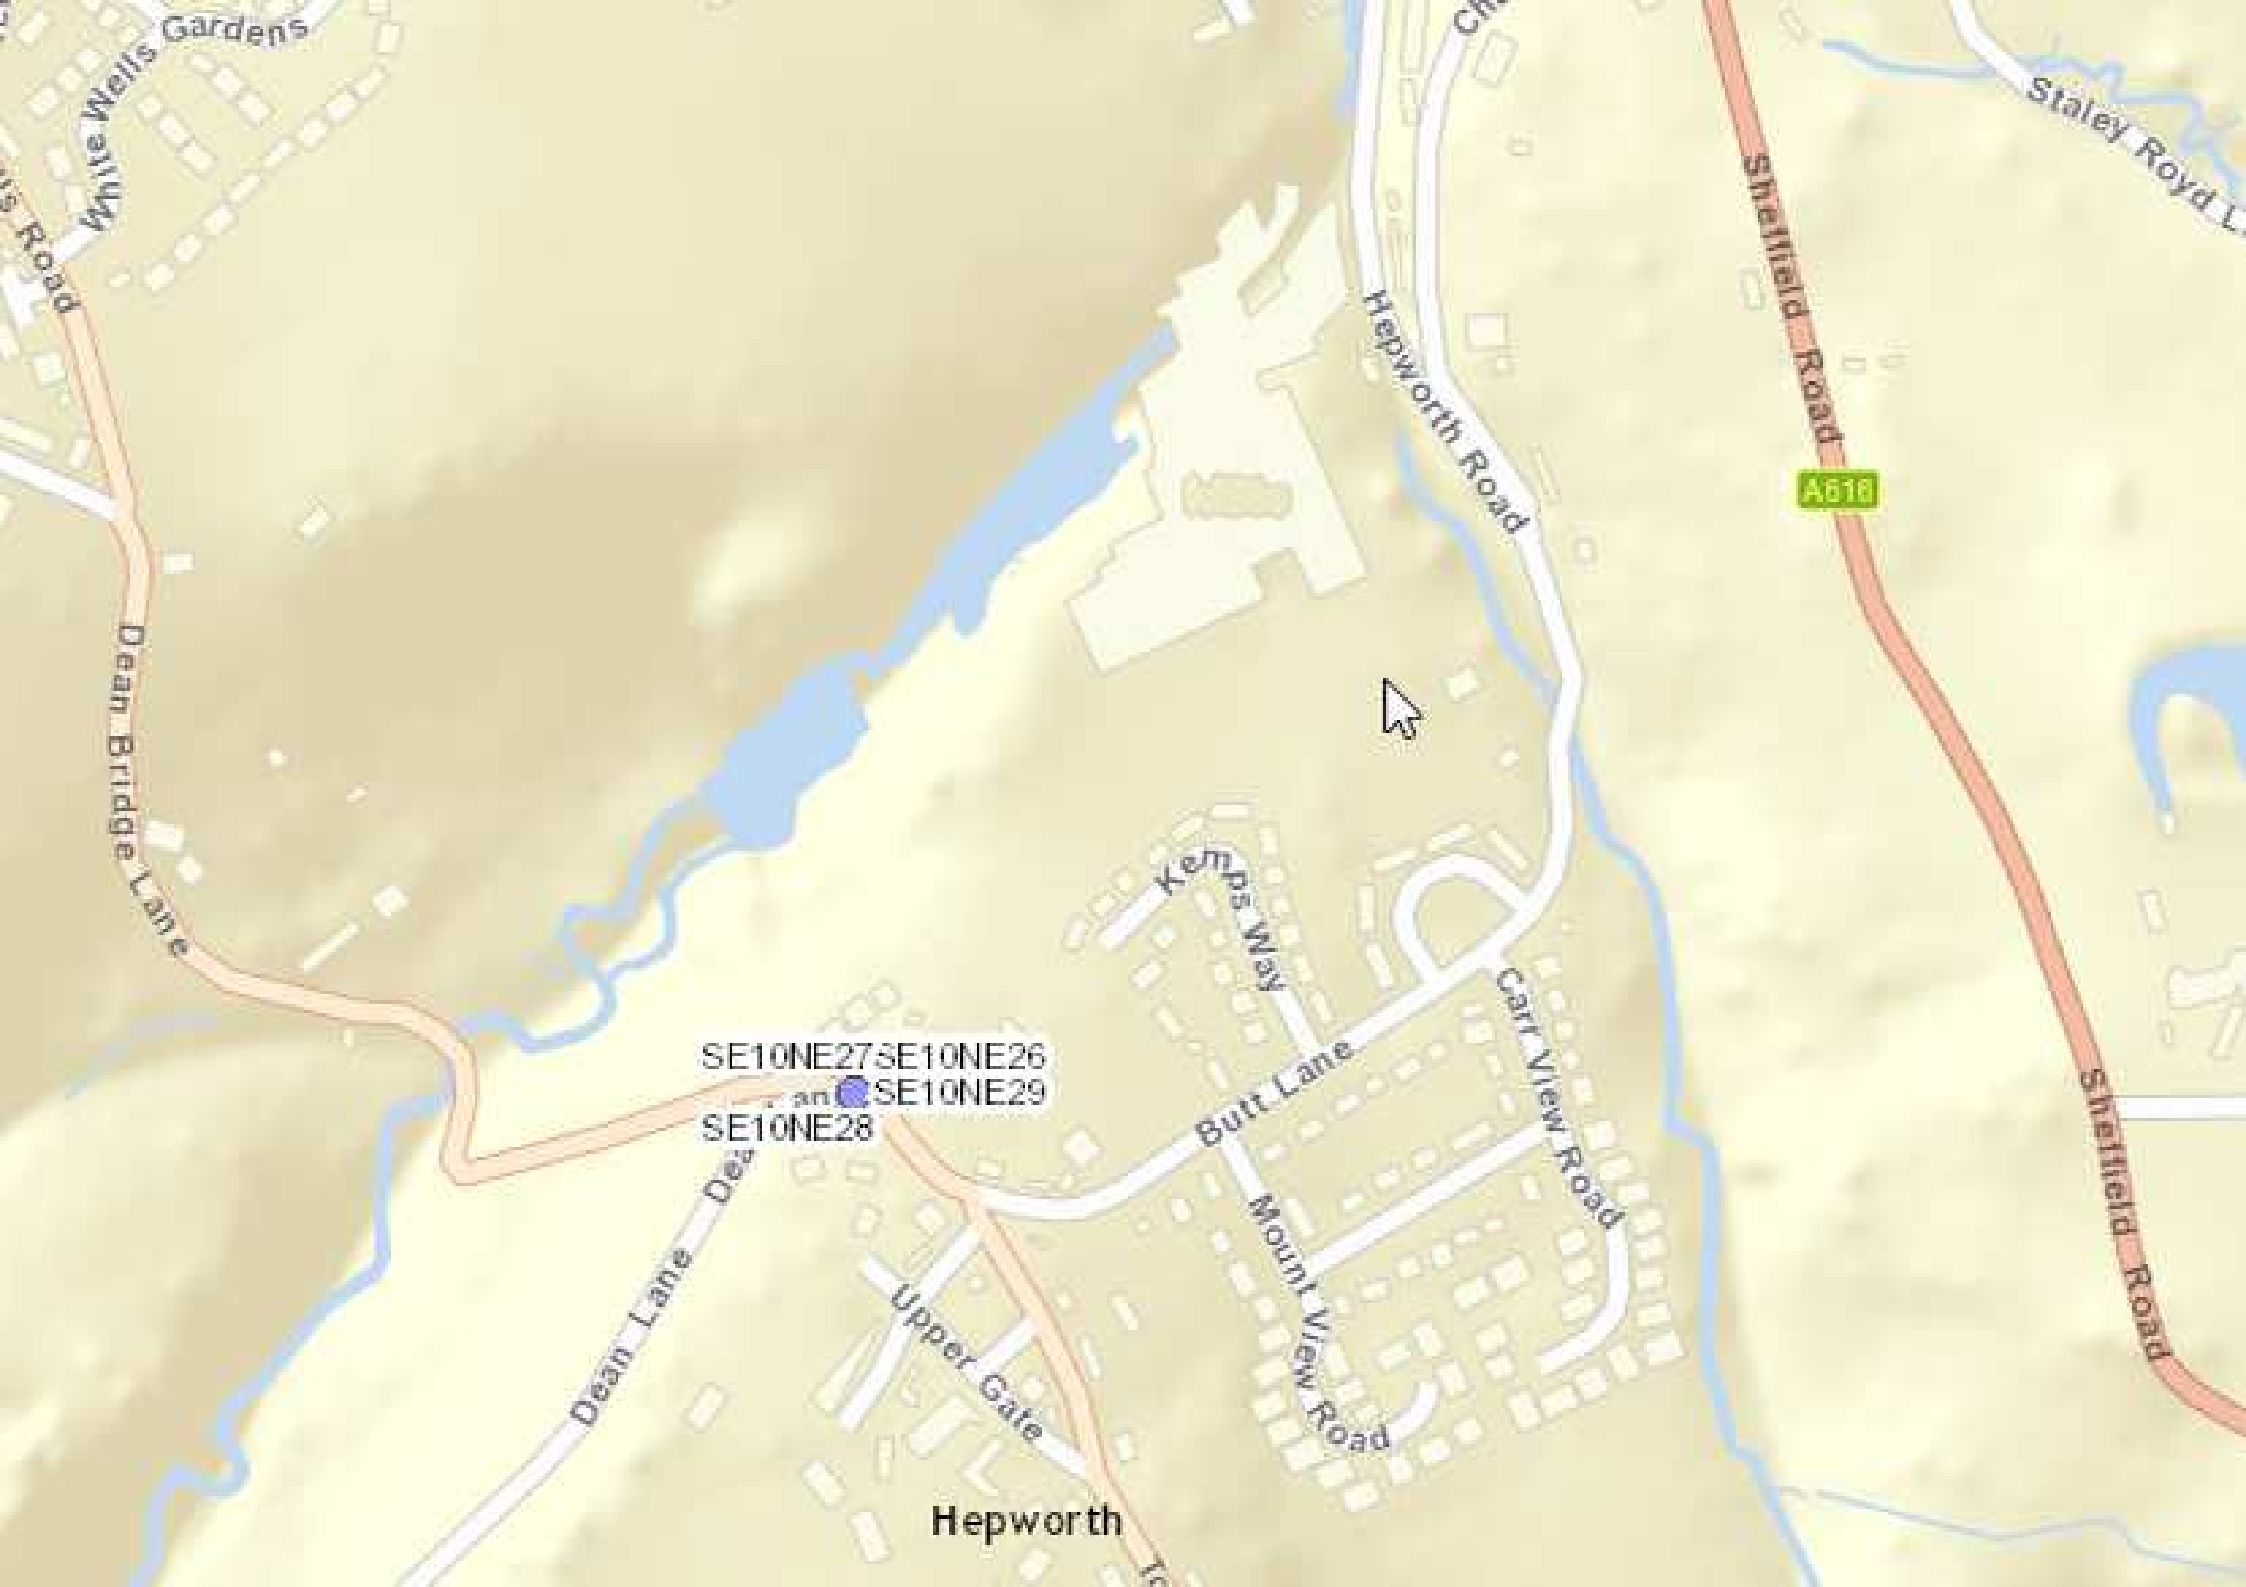 White Wells Gardens
Road
Staley Royd L
Sheffield Road
Hepworth Road
A616
Dean Bridge Lane
Kemps Way
Carr View Road
SE10NE27 SE10NE26
SE10NE29
SE10NE28
Butt Lane
Mount View Road
Sheffield Road
Dean Lane
Upper Gate
Hepworth